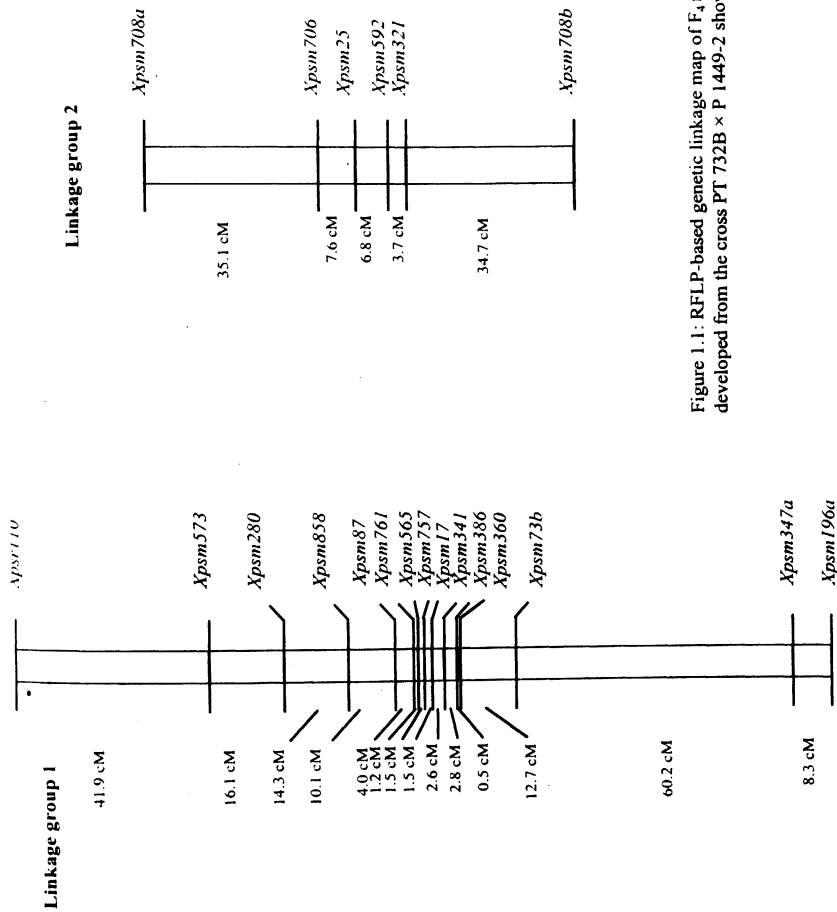 Linkage group 1
41.9 cM
16.1 cM
14.3 cM
10.1 cM
4.0 cM
1.2 cM
1.5 cM
1.5 cM
2.6 cM
2.8 cM
0.5 cM
12.7 cM
60.2 cM
8.3 cM
Xpsm573
Xpsm280
Xpsm858
Xpsm87
Xpsm761
Xpsm565
Xpsm757
Xpsm17
Xpsm341
Xpsm386
Xpsm360
Xpsm73b
Xpsm347a
Xpsm196a
Linkage group 2
35.1 cM
7.6 cM
6.8 cM
3.7 cM
34.7 cM
Xpsm708a
Xpsm706
Xpsm25
Xpsm592
Xpsm321
Xpsm708b
Figure 1.1: RFLP-based genetic linkage map of F4
developed from the cross PT 732B × P 1449-2